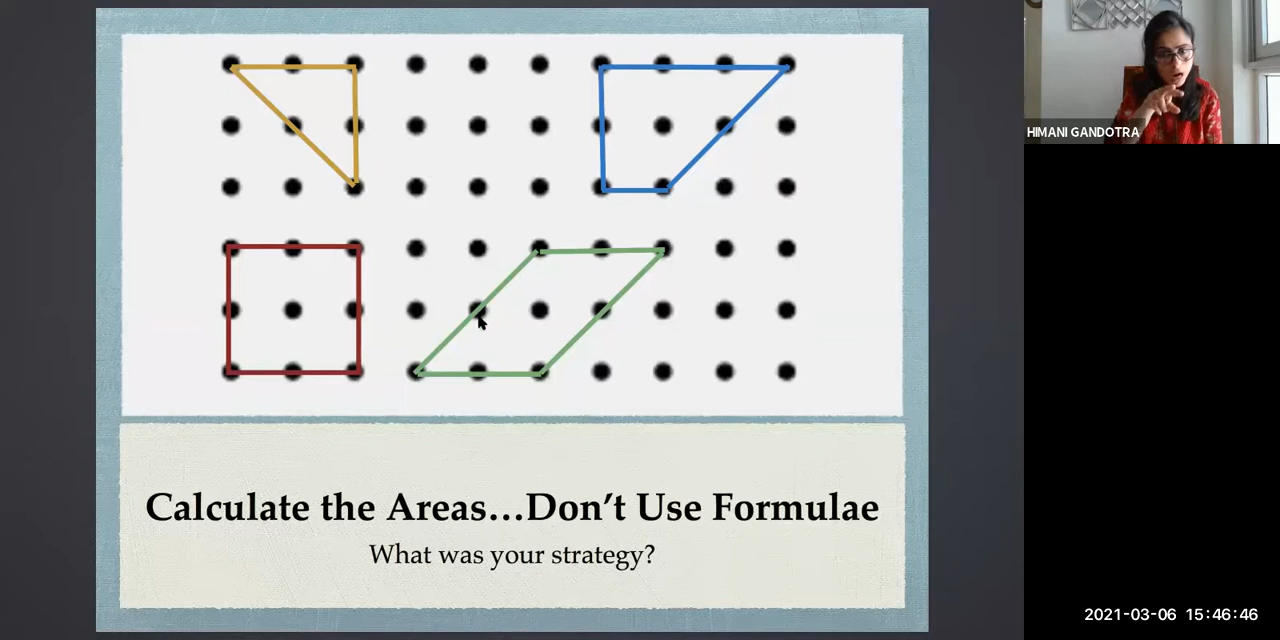 HIMANI GANDOTRA
Calculate the Areas…Don’t Use Formulae
What was your strategy?
2021-03-06 15:46:46